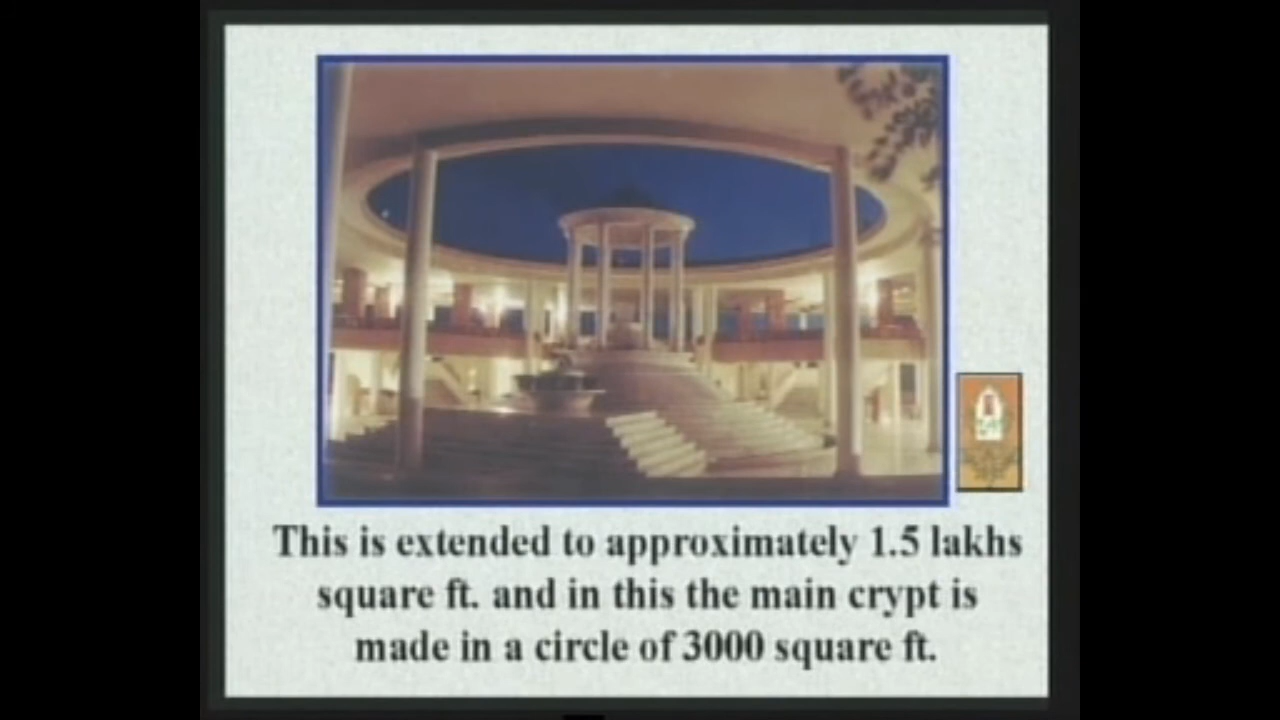 This is extended to approximately 1.5 lakhs
square ft. and in this the main crypt is
made in a circle of 3000 square ft.